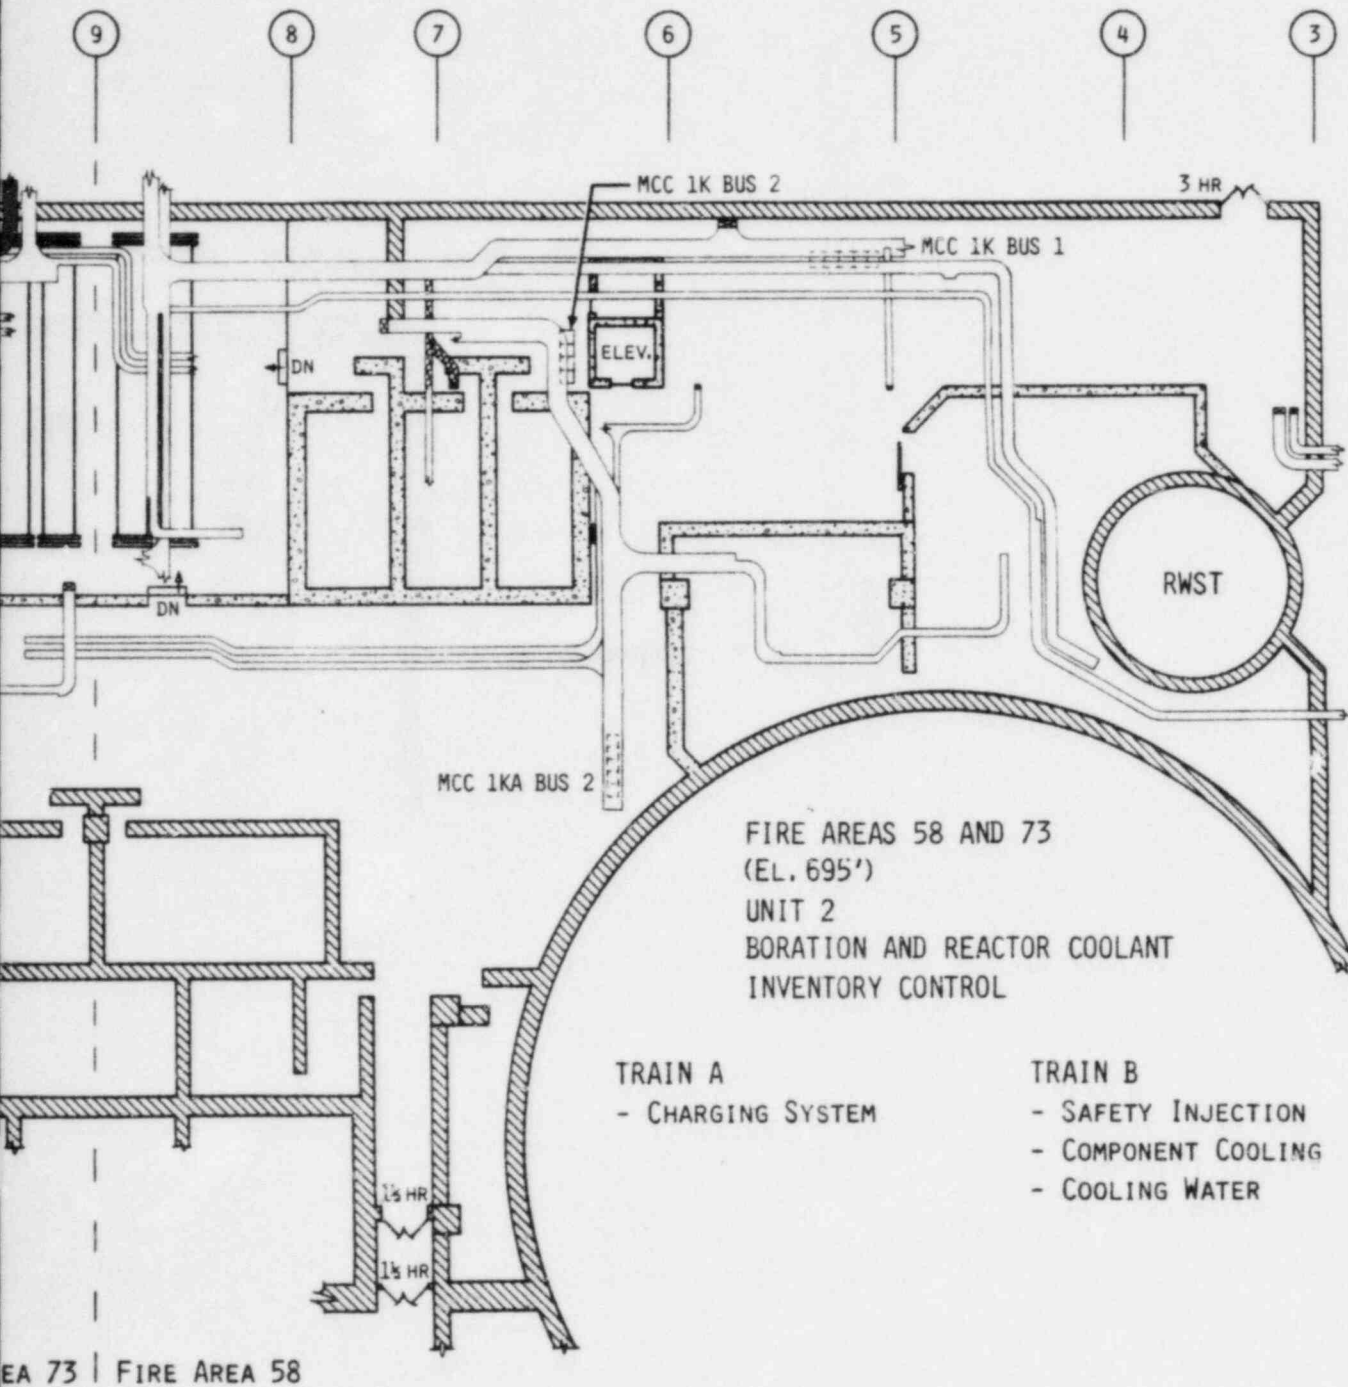 9 8 7 6 5 4 3
MCC 1K BUS 2
3 HR
MCC 1K BUS 1
ELEV.
DN
RWST
DN
MCC 1KA BUS 2
FIRE AREAS 58 AND 73
(EL. 695')
UNIT 2
BORATION AND REACTOR COOLANT
INVENTORY CONTROL
TRAIN A
- CHARGING SYSTEM
TRAIN B
- SAFETY INJECTION
- COMPONENT COOLING
- COOLING WATER
1½ HR
1½ HR
EA 73 | FIRE AREA 58